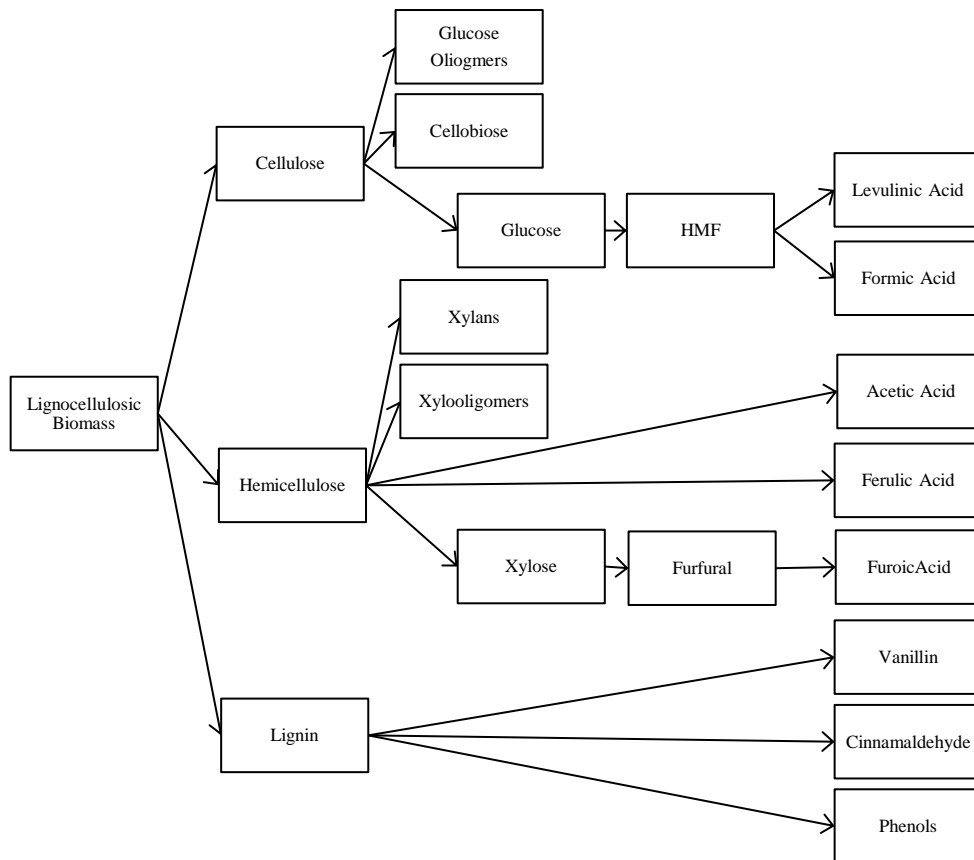 Glucose
Oliogmers
Cellobiose
Cellulose
Levulinic Acid
Glucose
HMF
Formic Acid
Xylans
Lignocellulosic
Biomass
Xylooligomers
Acetic Acid
Hemicellulose
Ferulic Acid
Xylose
Furfural
FuroicAcid
Vanillin
Lignin
Cinnamaldehyde
Phenols